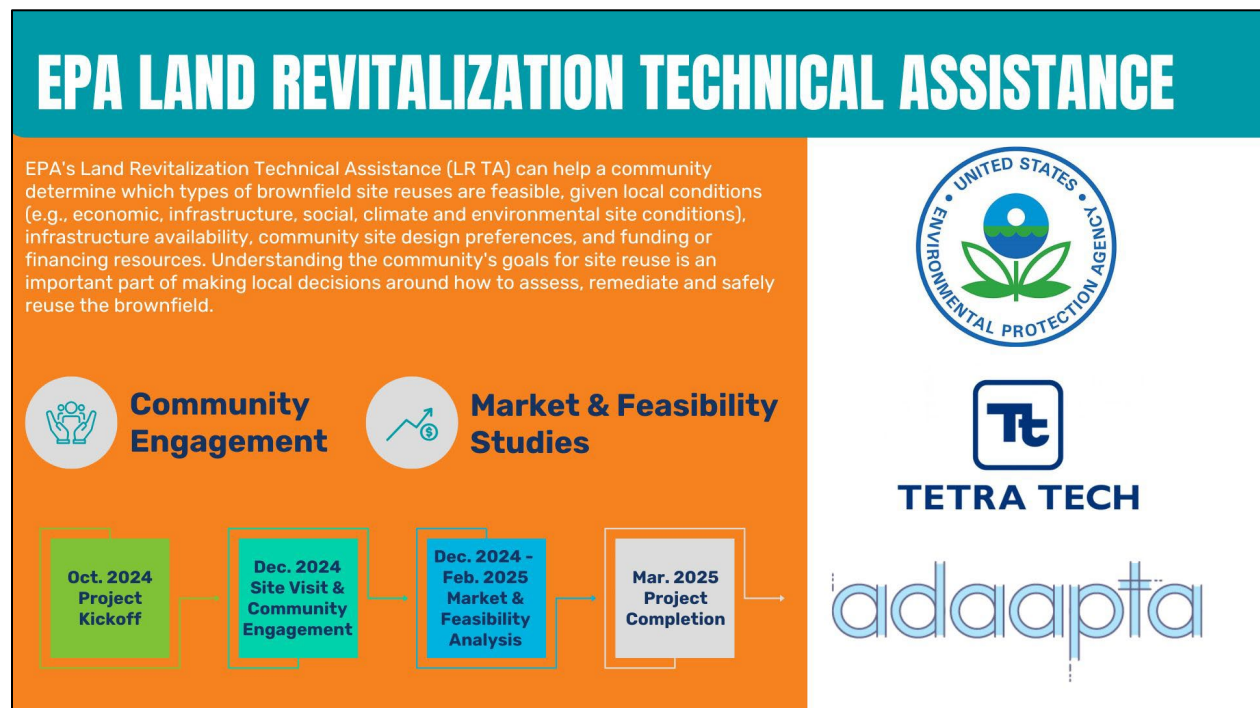 EPA LAND REVITALIZATION TECHNICAL ASSISTANCE
EPA's Land Revitalization Technical Assistance (LR TA) can help a community
determine which types of brownfield site reuses are feasible, given local conditions
(e.g., economic, infrastructure, social, climate and environmental site conditions),
infrastructure availability, community site design preferences, and funding or
financing resources. Understanding the community's goals for site reuse is an
important part of making local decisions around how to assess, remediate and safely
reuse the brownfield.
Community
Engagement
Market & Feasibility
Studies
Oct. 2024
Project
Kickoff
Dec. 2024
Site Visit &
Community
Engagement
Dec. 2024 -
Feb. 2025
Market &
Feasibility
Analysis
Mar. 2025
Project
Completion
UNITED STATES
ENVIRONMENTAL PROTECTION AGENCY
Tt
TETRA TECH
adaapta